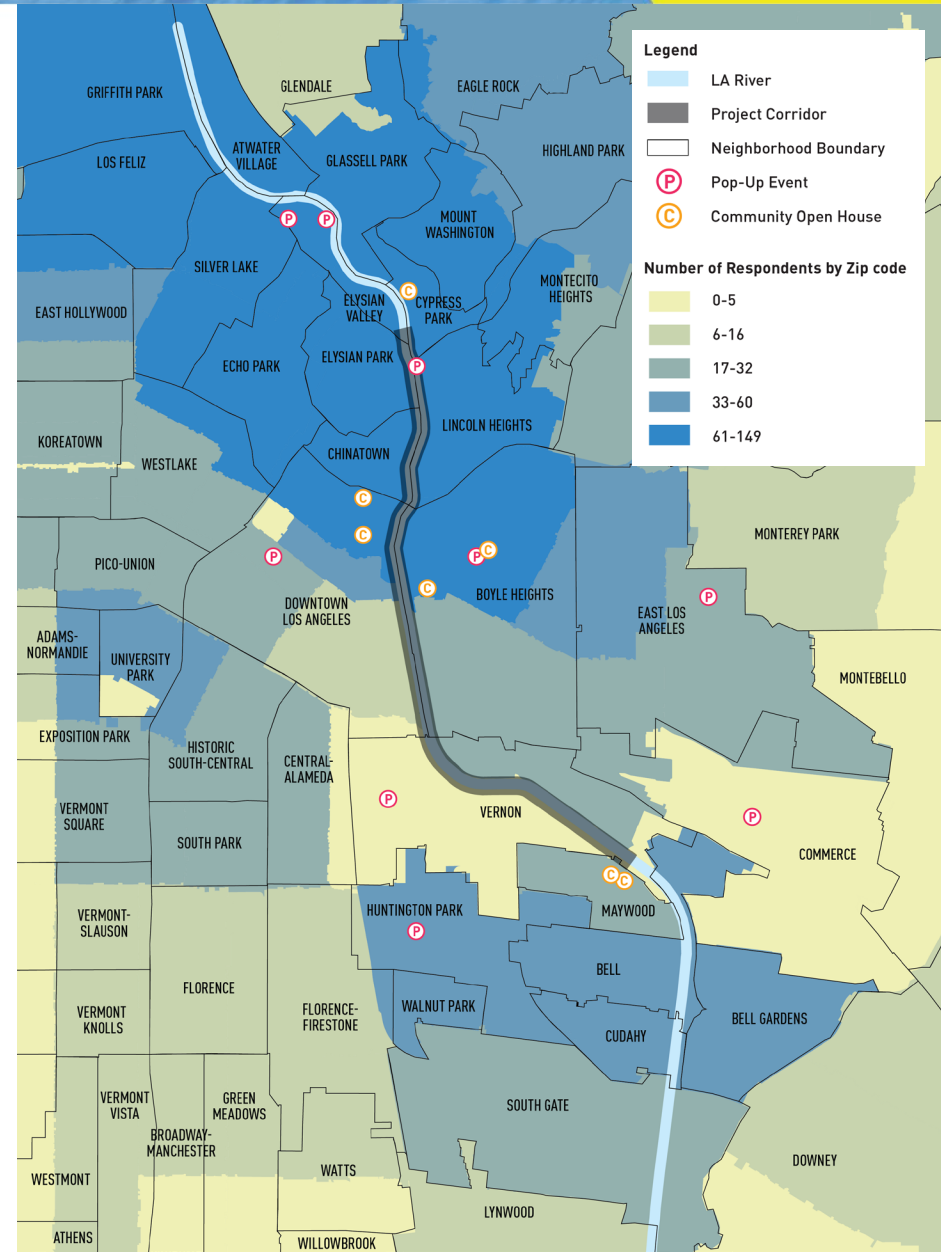 Legend
LA River
Project Corridor
Neighborhood Boundary
P
Pop-Up Event
C
Community Open House
Number of Respondents by Zip code
0-5
6-16
17-32
33-60
61-149
GRIFFITH PARK
GLENDALE
EAGLE ROCK
LOS FELIZ
ATWATER
VILLAGE
GLASSELL PARK
HIGHLAND PARK
P
P
MOUNT
WASHINGTON
SILVER LAKE
MONTECITO
HEIGHTS
C
EAST HOLLYWOOD
ELYSIAN
VALLEY
CYPRESS
PARK
ECHO PARK
ELYSIAN PARK
P
LINCOLN HEIGHTS
KOREATOWN
CHINATOWN
WESTLAKE
C
C
MONTEREY PARK
PICO-UNION
P
P
C
C
BOYLE HEIGHTS
P
DOWNTOWN
LOS ANGELES
EAST LOS
ANGELES
ADAMS-
NORMANDIE
UNIVERSITY
PARK
MONTEBELLO
EXPOSITION PARK
HISTORIC
SOUTH-CENTRAL
CENTRAL-
ALAMEDA
P
VERNON
P
VERMONT
SQUARE
SOUTH PARK
COMMERCE
C
C
VERMONT-
SLAUSON
HUNTINGTON PARK
P
MAYWOOD
BELL
FLORENCE
WALNUT PARK
VERMONT
KNOLLS
FLORENCE-
FIRESTONE
CUDAHY
BELL GARDENS
VERMONT
VISTA
GREEN
MEADOWS
SOUTH GATE
BROADWAY-
MANCHESTER
WESTMONT
WATTS
DOWNEY
LYNWOOD
ATHENS
WILLOWBROOK